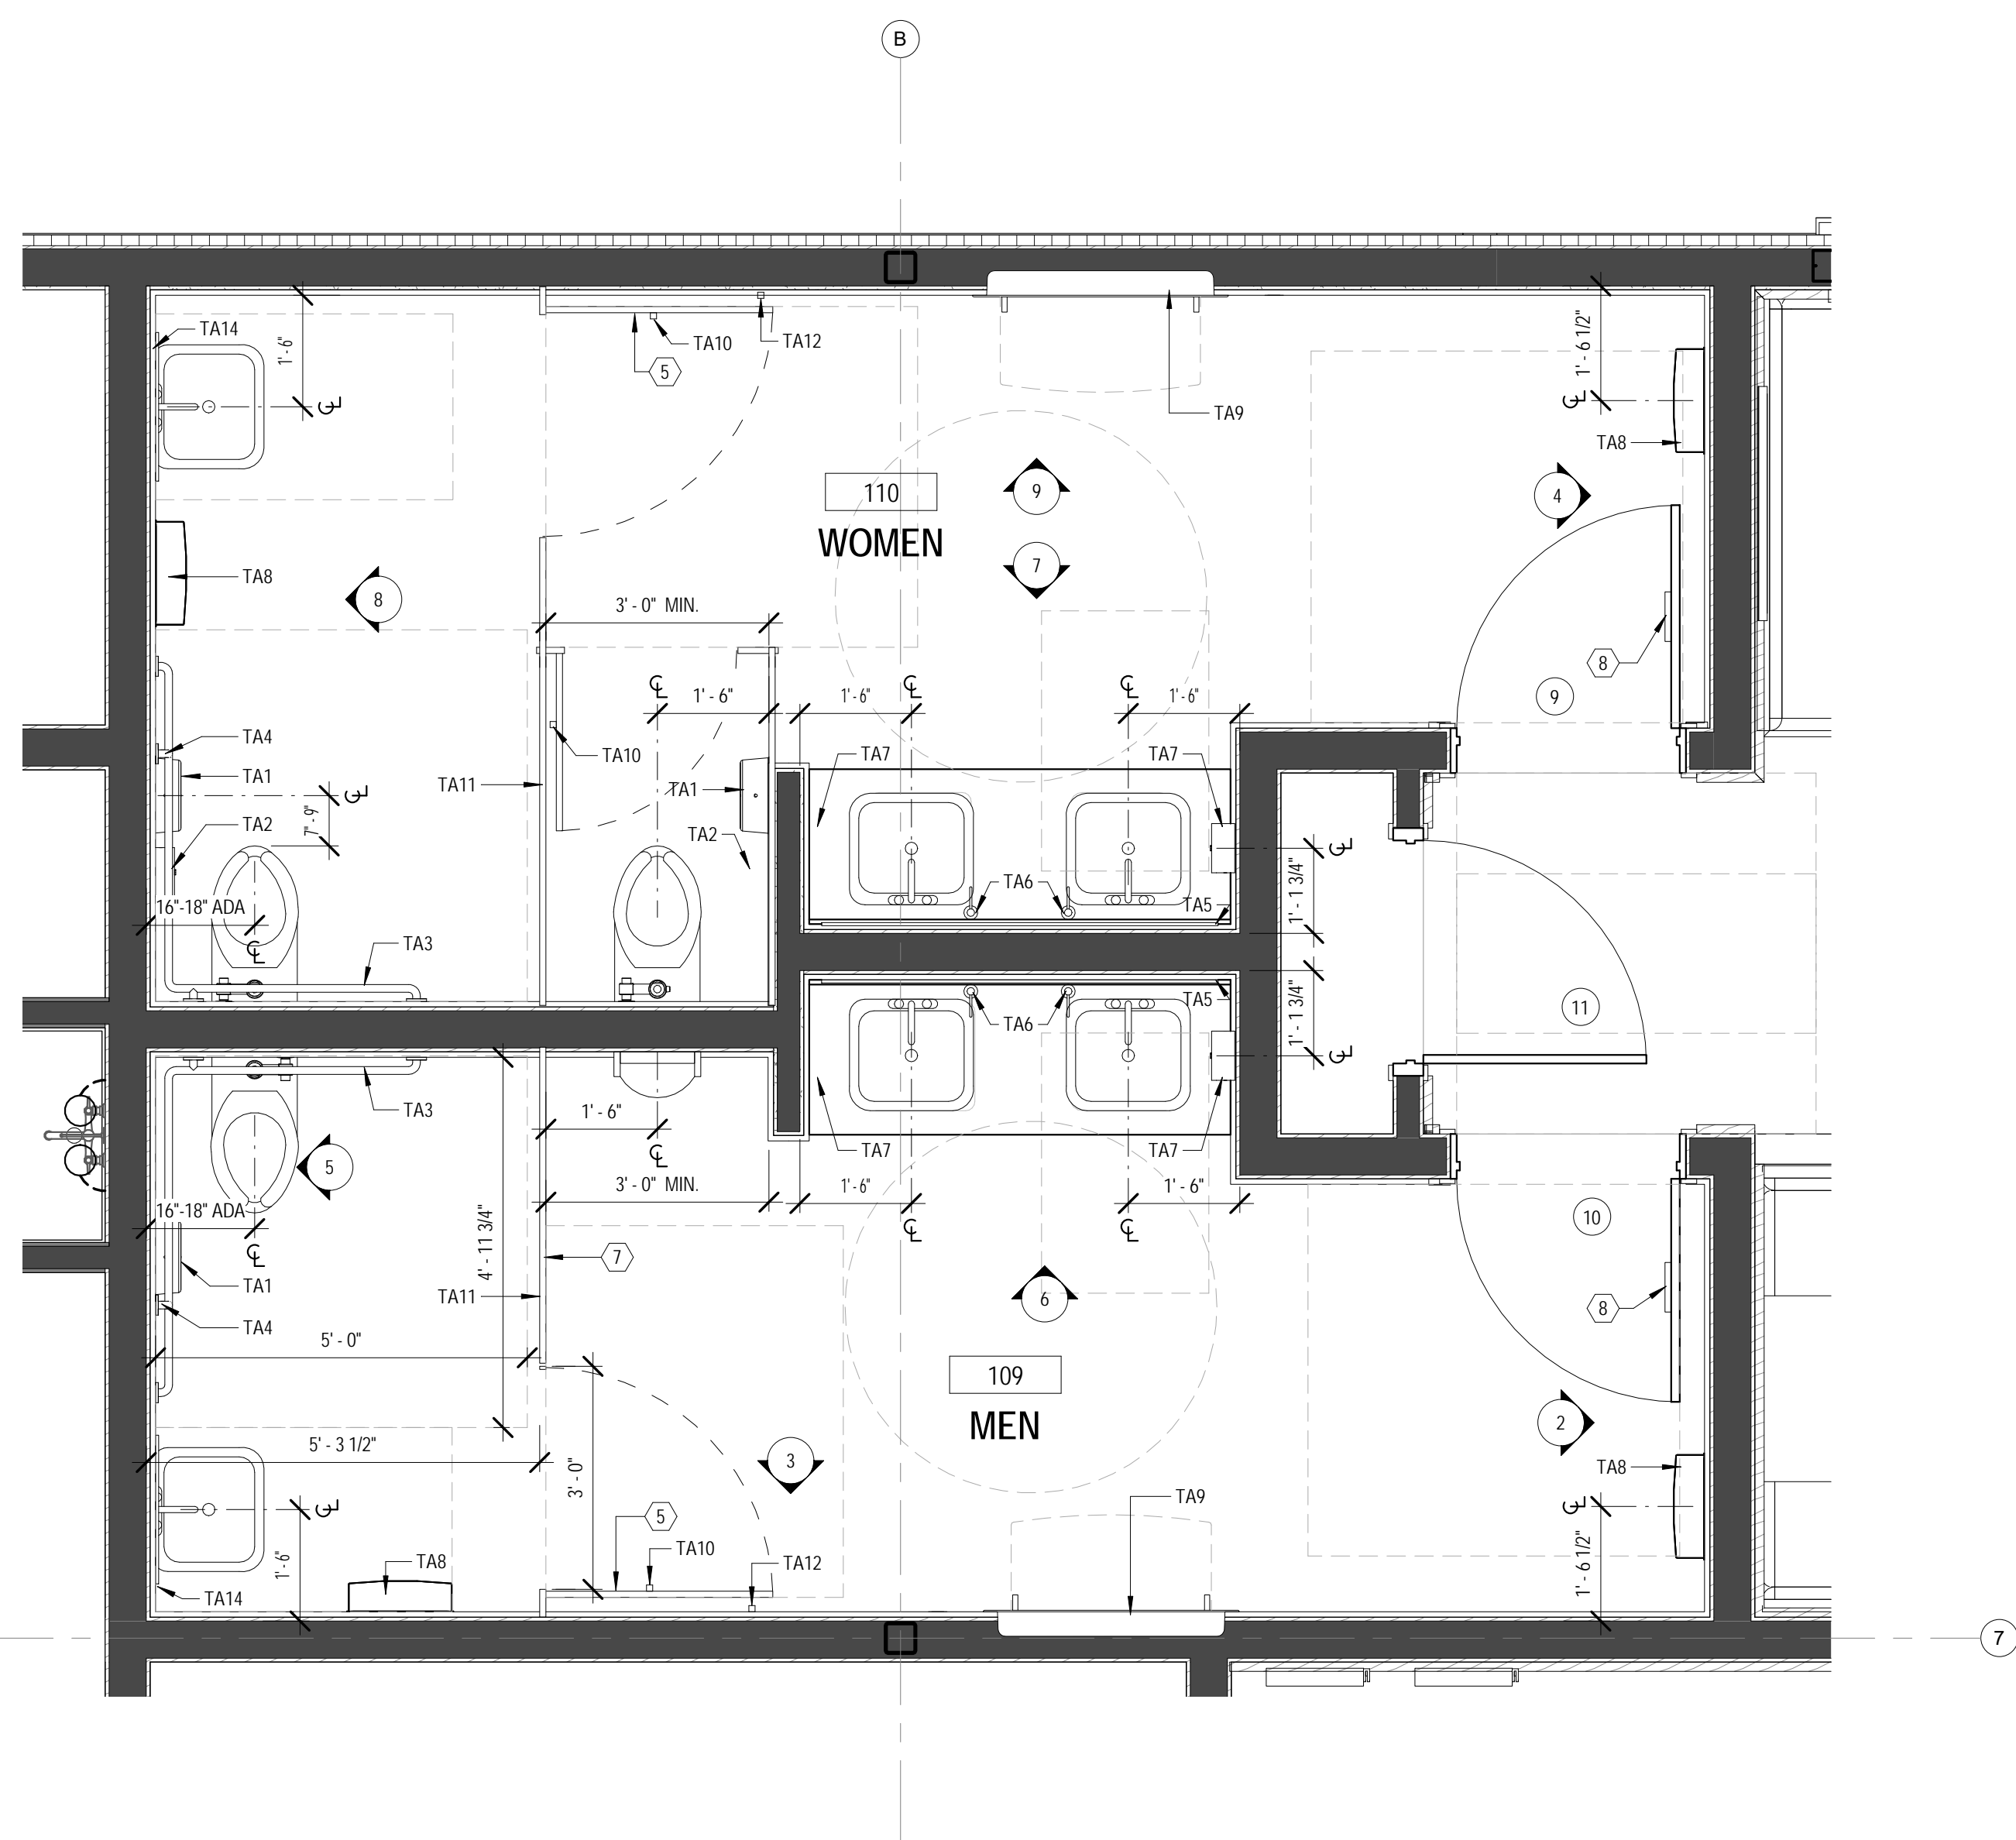 B
TA14
1' - 6"
TA10
TA12
5
TA9
1' - 6 1/2"
TA8
110
WOMEN
9
4
7
TA8
8
3' - 0" MIN.
8
9
1' - 6"
1' - 6"
1' - 6"
TA4
TA1
TA10
TA11
TA1
TA7
TA7
7" - 9"
TA2
TA2
16"-18" ADA
TA6
TA5
1' - 1 3/4"
TA3
TA5
TA6
1' - 1 3/4"
11
TA3
1' - 6"
5
TA7
TA7
3' - 0" MIN.
1' - 6"
1' - 6"
16"-18" ADA
10
4' - 11 3/4"
7
TA1
TA11
6
8
TA4
5' - 0"
109
MEN
2
5' - 3 1/2"
3
TA8
3' - 0"
TA9
5
TA10
TA12
1' - 6"
TA8
TA14
1' - 6 1/2"
7